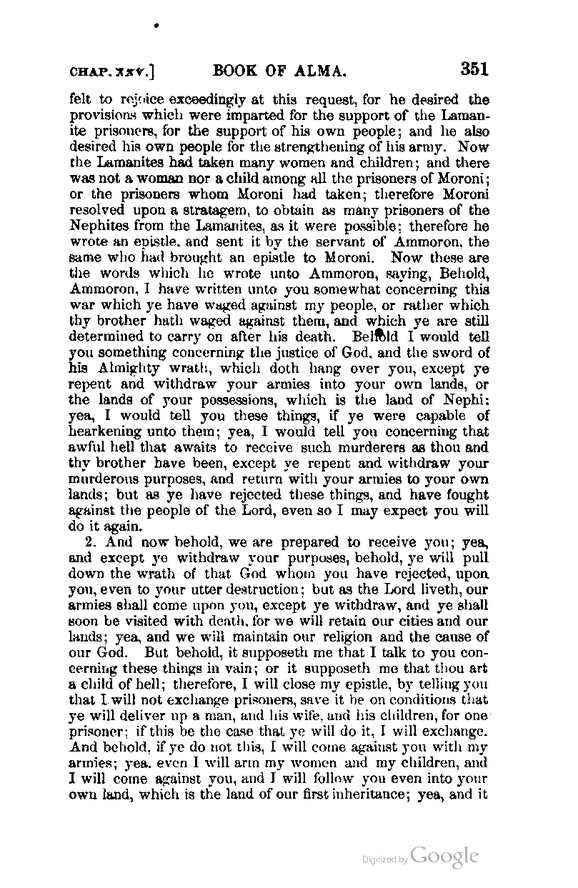 CHAP. XXV.] BOOK OF ALMA. 351
felt to rejoice exceedingly at this request, for he desired the
provisions which were imparted for the support of the Laman-
ite prisoners, for the support of his own people; and he also
desired his own people for the strengthening of his army. Now
the Lamanites had taken many women and children; and there
was not a woman nor a child among all the prisoners of Moroni;
or the prisoners whom Moroni had taken; therefore Moroni
resolved upon a stratagem, to obtain as many prisoners of the
Nephites from the Lamanites, as it were possible; therefore he
wrote an epistle, and sent it by the servant of Ammoron, the
same who had brought an epistle to Moroni. Now these are
the words which he wrote unto Ammoron, saying, Behold,
Ammoron, I have written unto you somewhat concerning this
war which ye have waged against my people, or rather which
thy brother hath waged against them, and which ye are still
determined to carry on after his death. Behold I would tell
you something concerning the justice of God, and the sword of
his Almighty wrath, which doth hang over you, except ye
repent and withdraw your armies into your own lands, or
the lands of your possessions, which is the land of Nephi;
yea, I would tell you these things, if ye were capable of
hearkening unto them; yea, I would tell you concerning that
awful hell that awaits to receive such murderers as thou and
thy brother have been, except ye repent and withdraw your
murderous purposes, and return with your armies to your own
lands; but as ye have rejected these things, and have fought
against the people of the Lord, even so I may expect you will
do it again.
2. And now behold, we are prepared to receive you; yea,
and except ye withdraw your purposes, behold, ye will pull
down the wrath of that God whom you have rejected, upon
you, even to your utter destruction; but as the Lord liveth, our
armies shall come upon you, except ye withdraw, and ye shall
soon be visited with death, for we will retain our cities and our
lands; yea, and we will maintain our religion and the cause of
our God. But behold, it supposeth me that I talk to you con-
cerning these things in vain; or it supposeth me that thou art
a child of hell; therefore, I will close my epistle, by telling you
that I will not exchange prisoners, save it be on conditions that
ye will deliver up a man, and his wife, and his children, for one
prisoner; if this be the case that ye will do it, I will exchange.
And behold, if ye do not this, I will come against you with my
armies; yea, even I will arm my women and my children, and
I will come against you, and I will follow you even into your
own land, which is the land of our first inheritance; yea, and it
Digitized by Google